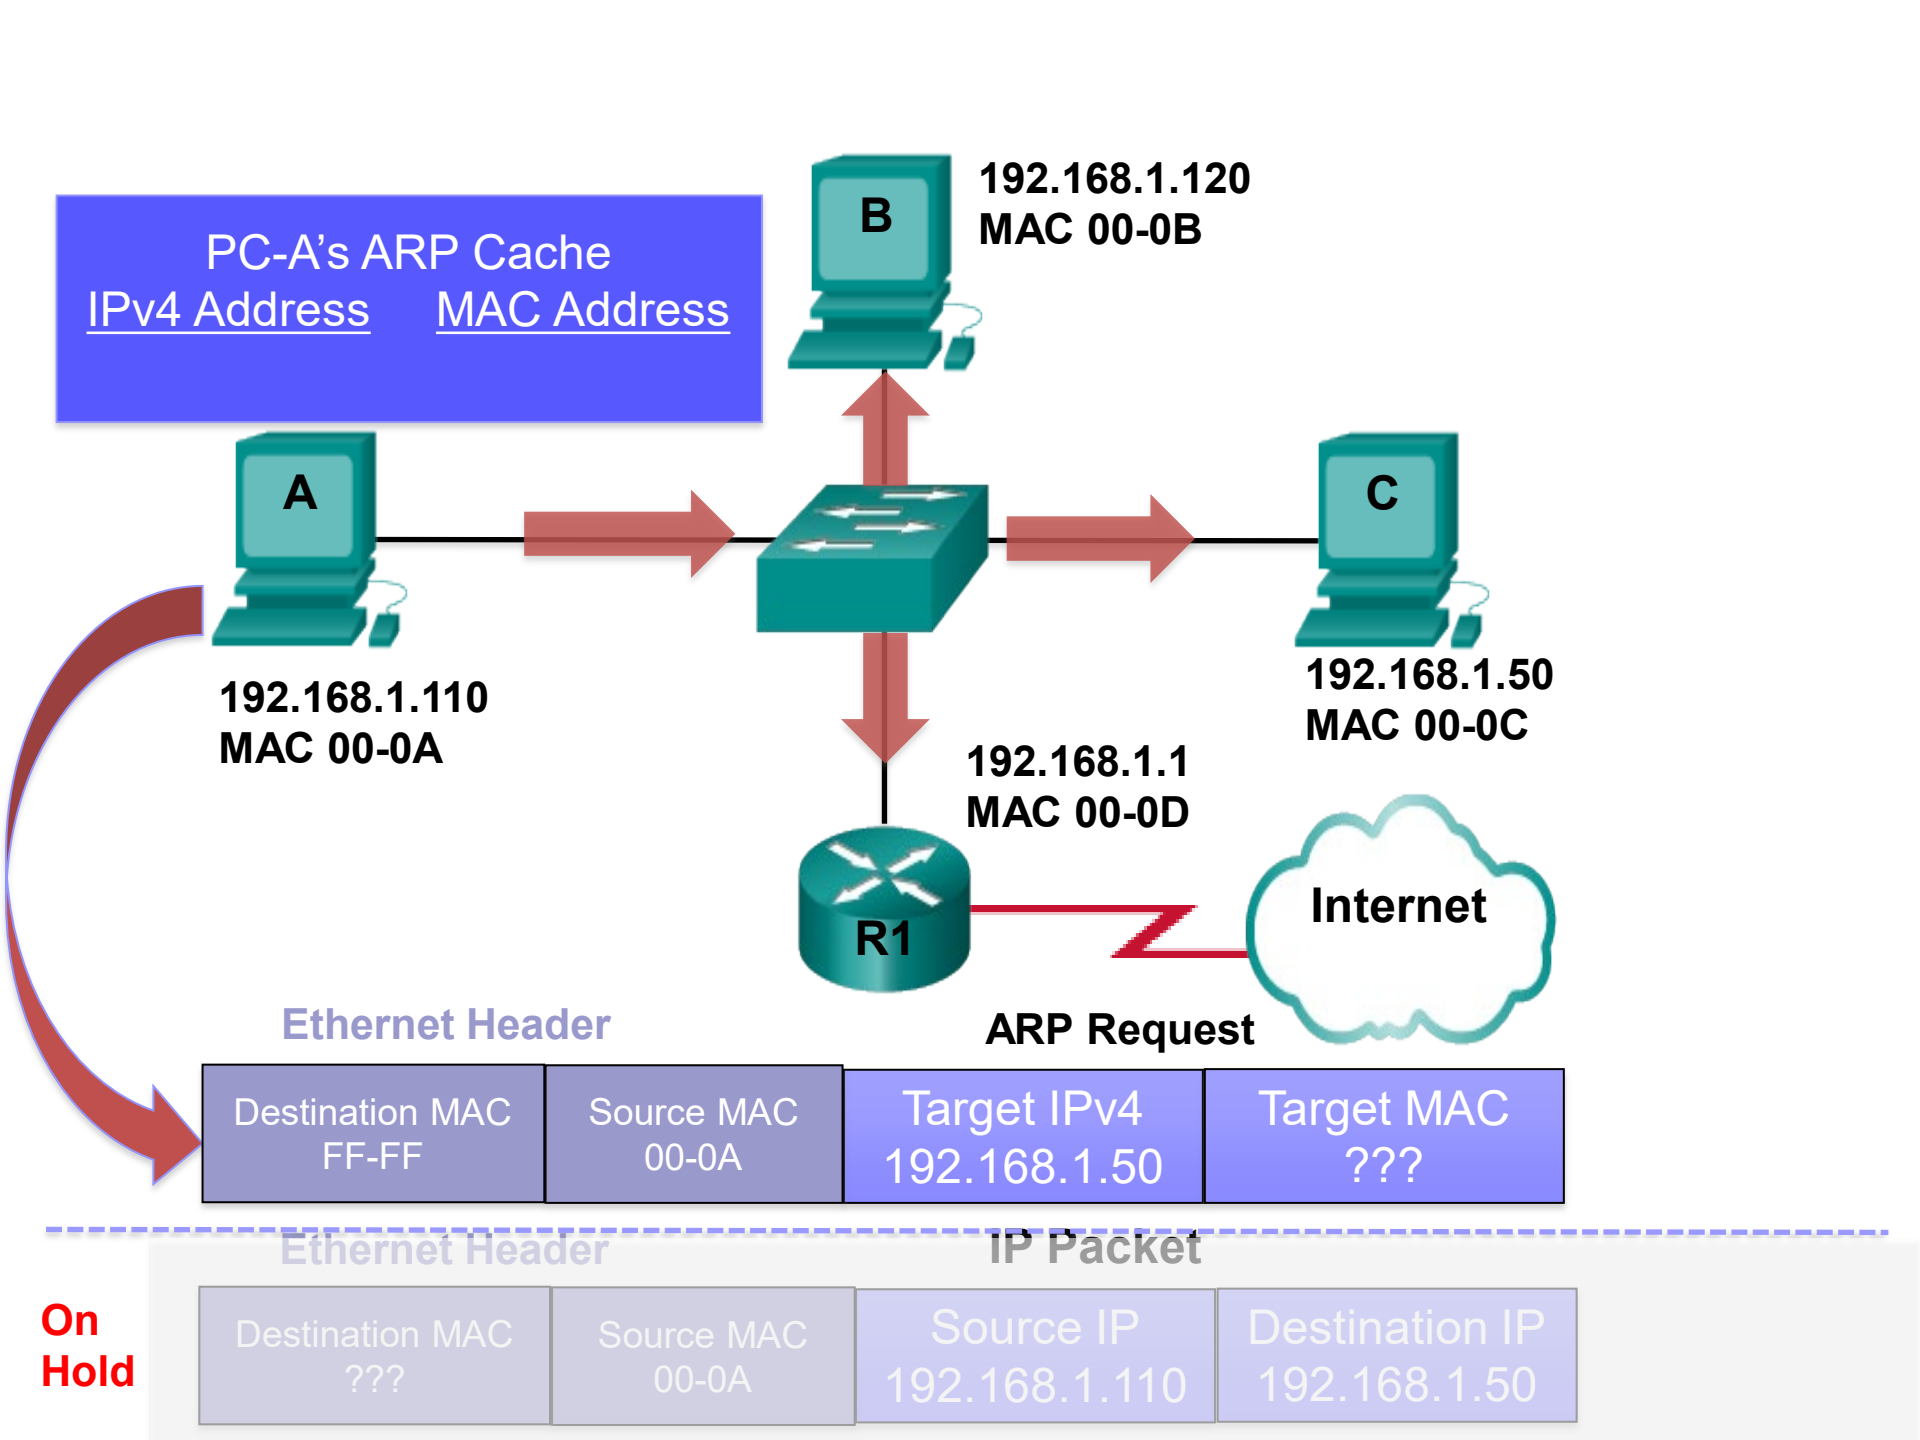 192.168.1.120
MAC 00-0B
B
PC-A’s ARP Cache
IPv4 Address MAC Address
A
C
192.168.1.110
MAC 00-0A
192.168.1.50
MAC 00-0C
192.168.1.1
MAC 00-0D
R1
Internet
Ethernet Header
ARP Request
Destination MAC
FF-FF
Source MAC
00-0A
Target IPv4
192.168.1.50
Target MAC
???
Ethernet Header
IP Packet
On
Hold
Destination MAC
???
Source MAC
00-0A
Source IP
192.168.1.110
Destination IP
192.168.1.50